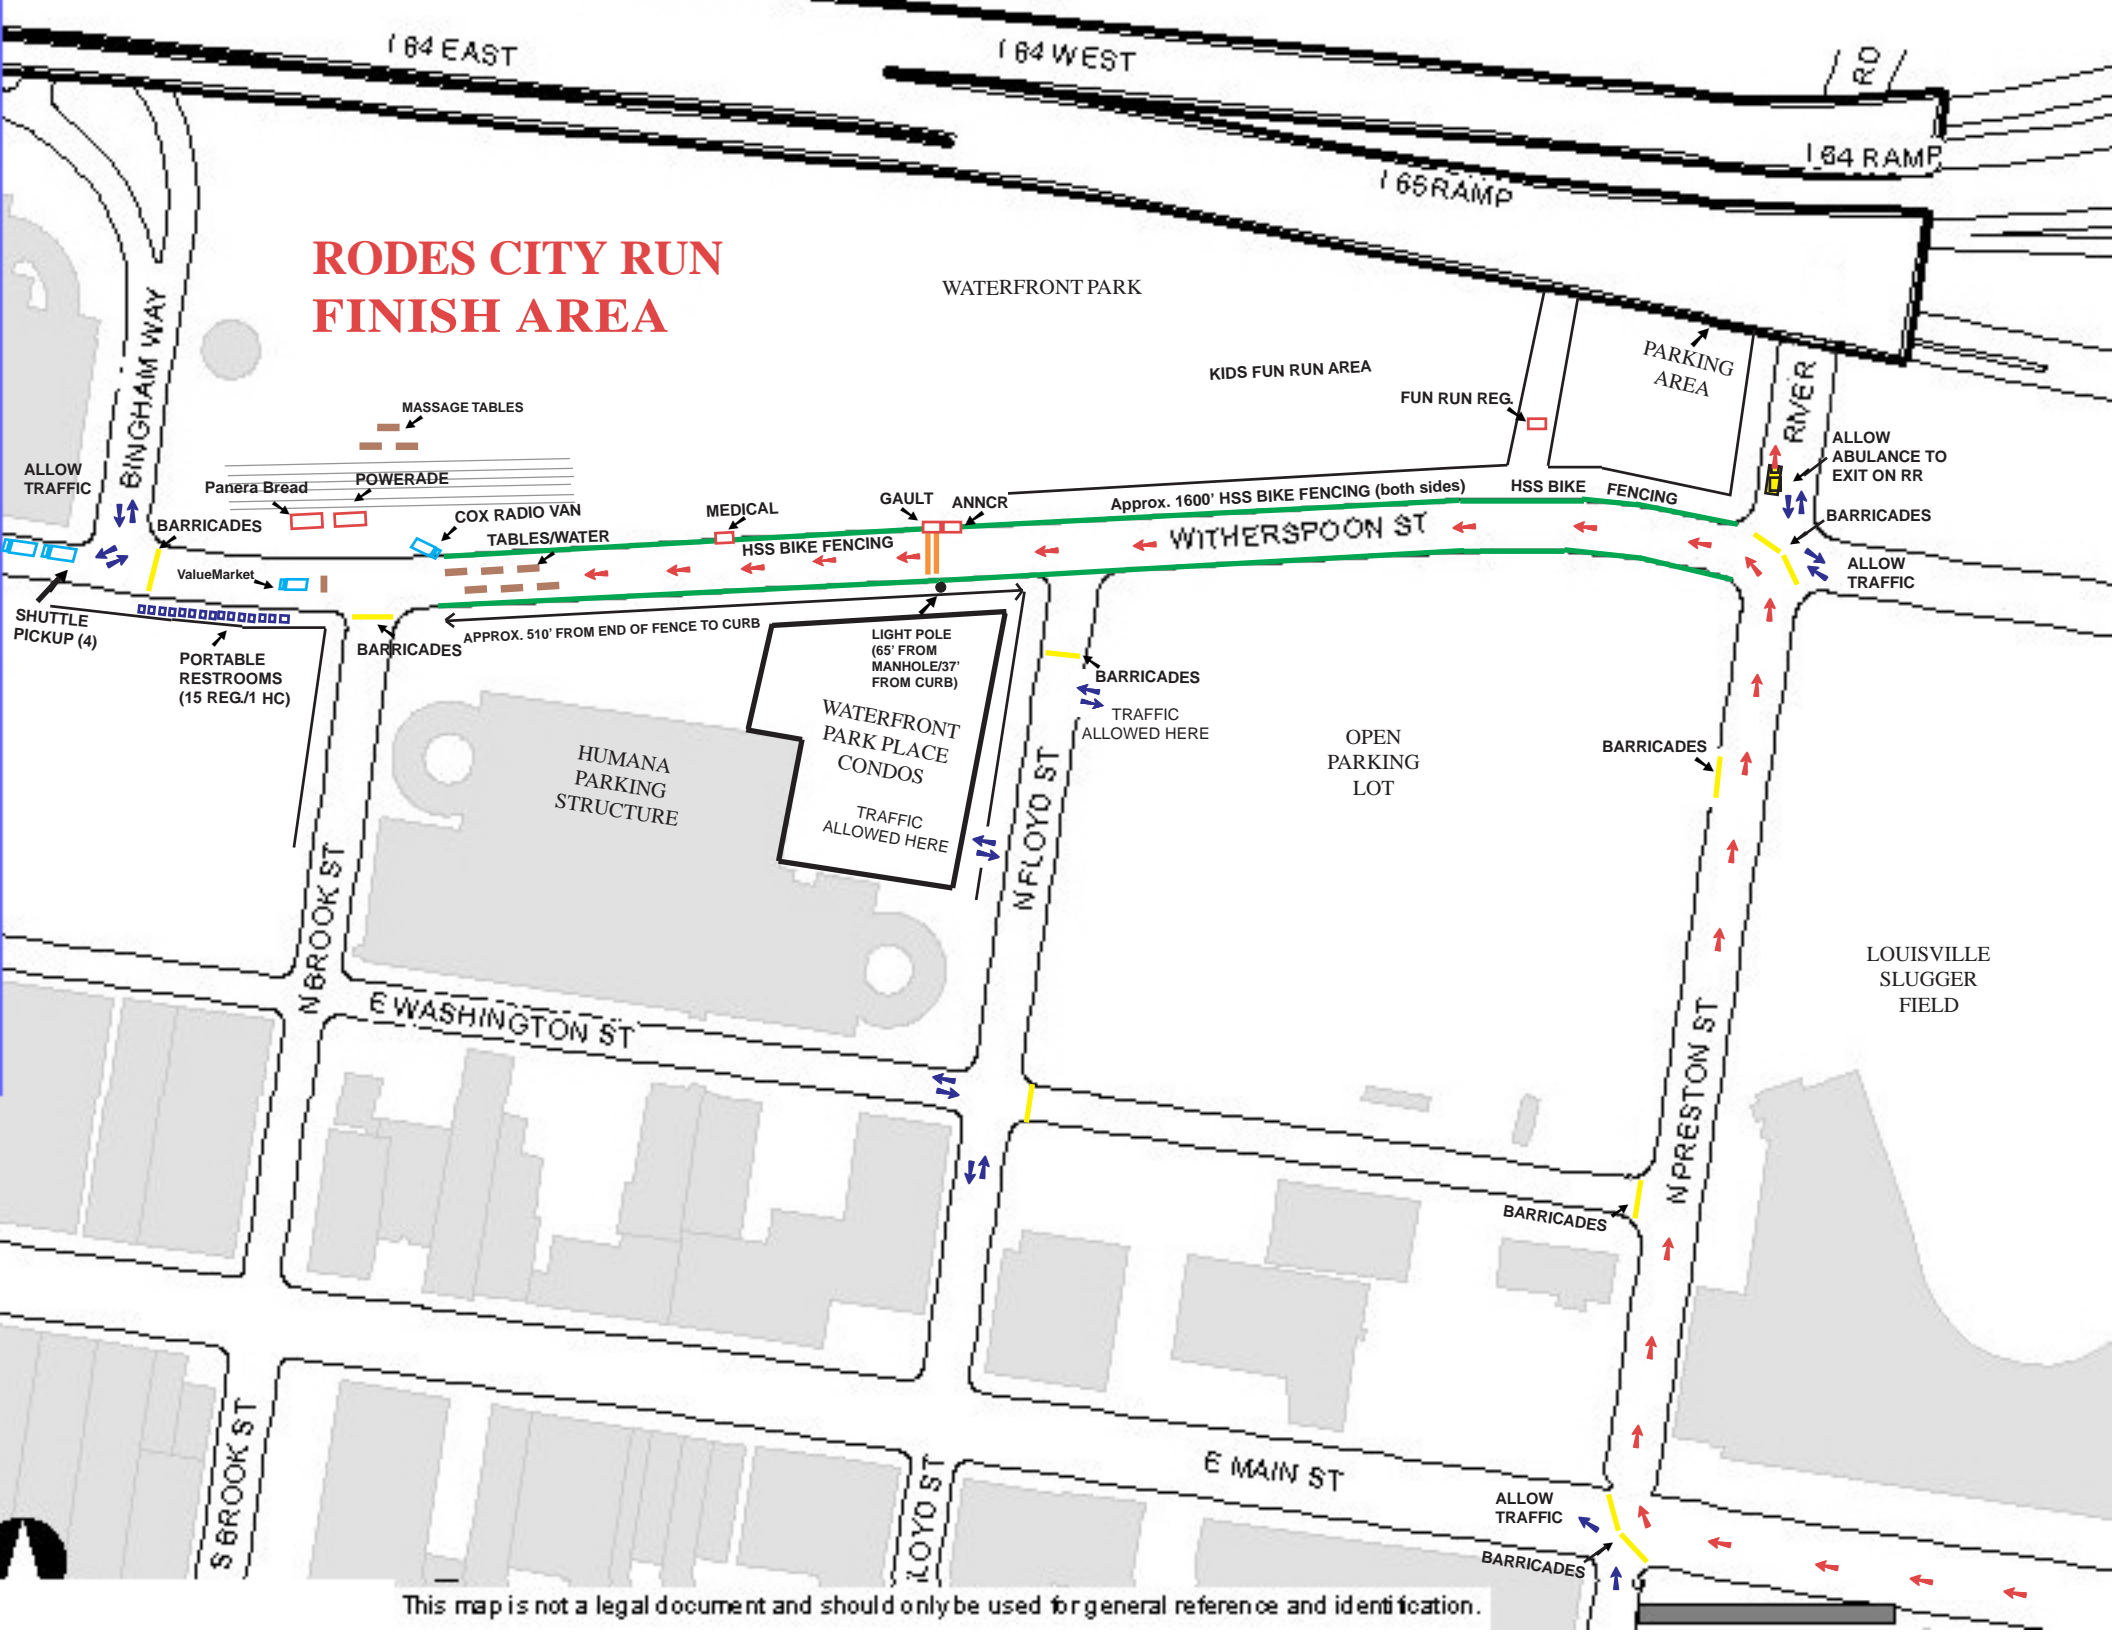 I 64 EAST
I 64 WEST
RD
I 64 RAMP
I 65 RAMP
RODES CITY RUN
FINISH AREA
WATERFRONT PARK
BINGHAM WAY
KIDS FUN RUN AREA
FUN RUN REG.
PARKING
AREA
RIVER
MASSAGE TABLES
ALLOW
TRAFFIC
Panera Bread
POWERADE
BARRICADES
COX RADIO VAN
TABLES/WATER
MEDICAL
GAULT
ANNCR
HSS BIKE FENCING
Approx. 1600' HSS BIKE FENCING (both sides)
HSS BIKE
FENCING
WITHERSPOON ST
ALLOW
ABULANCE TO
EXIT ON RR
BARRICADES
ALLOW
TRAFFIC
ValueMarket
SHUTTLE
PICKUP (4)
PORTABLE
RESTROOMS
(15 REG./1 HC)
BARRICADES
APPROX. 510' FROM END OF FENCE TO CURB
LIGHT POLE
(65' FROM
MANHOLE/37'
FROM CURB)
BARRICADES
TRAFFIC
ALLOWED HERE
WATERFRONT
PARK PLACE
CONDOS
TRAFFIC
ALLOWED HERE
HUMANA
PARKING
STRUCTURE
OPEN
PARKING
LOT
BARRICADES
N FLOYD ST
N BROOK ST
E WASHINGTON ST
LOUISVILLE
SLUGGER
FIELD
N PRESTON ST
BARRICADES
S BROOK ST
LOYD ST
E MAIN ST
ALLOW
TRAFFIC
BARRICADES
This map is not a legal document and should only be used for general reference and identification.